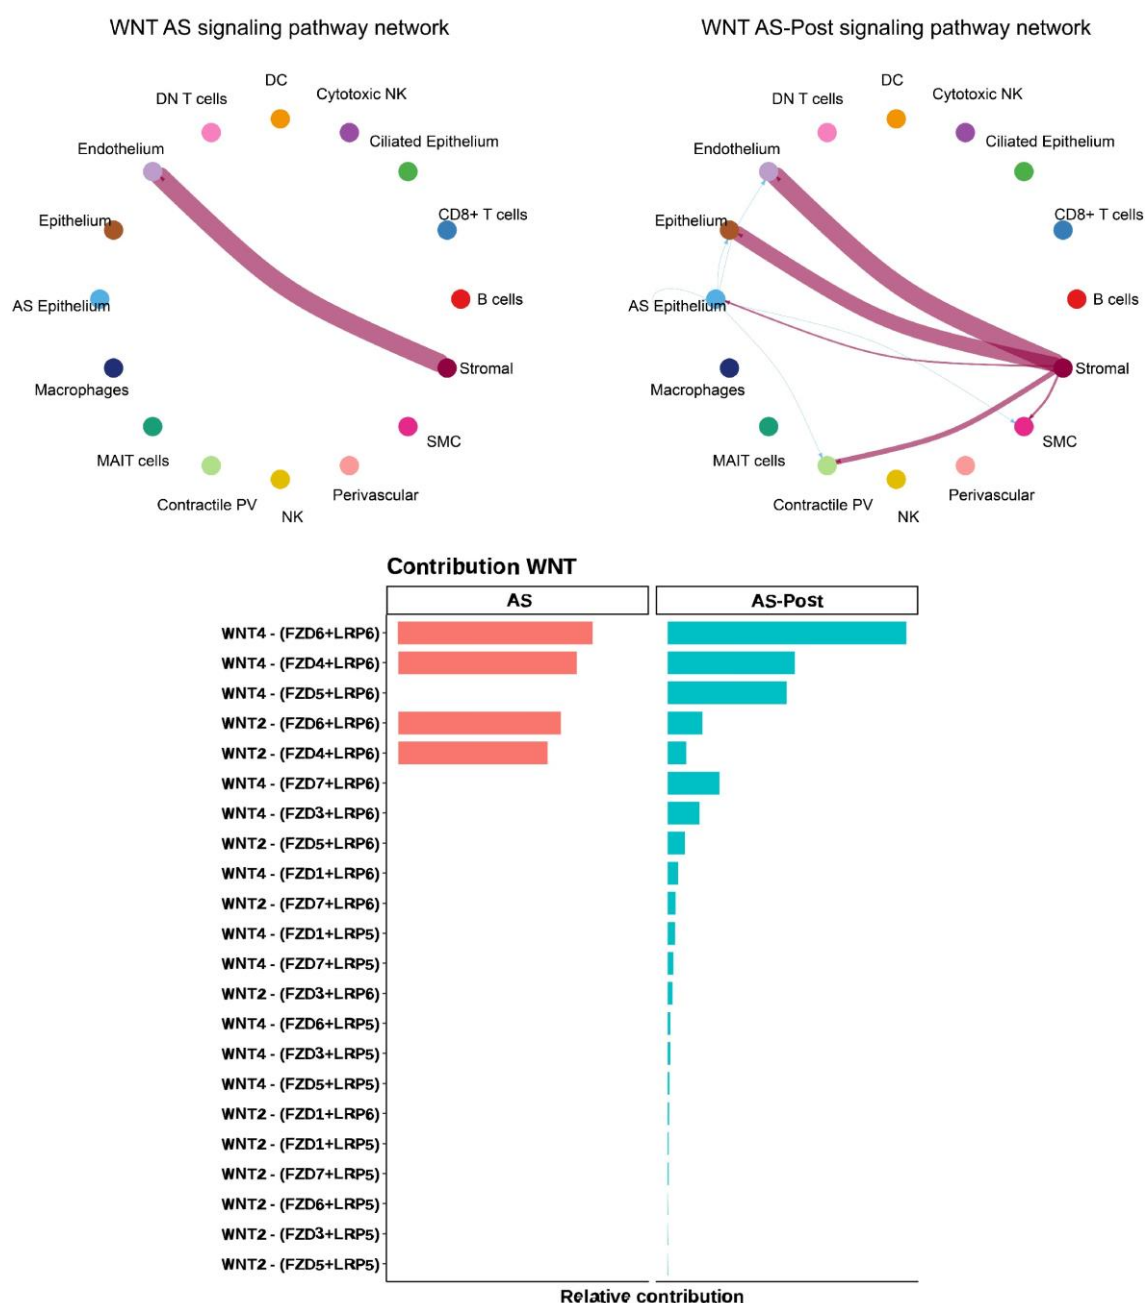 WNT AS signaling pathway network
DC
DN T cells
Cytotoxic NK
Endothelium
Ciliated Epithelium
Epithelium
CD8+ T cells
AS Epithelium
B cells
Macrophages
Stromal
MAIT cells
SMC
Contractile PV
Perivascular
NK
WNT AS-Post signaling pathway network
DC
DN T cells
Cytotoxic NK
Endothelium
Ciliated Epithelium
Epithelium
CD8+ T cells
AS Epithelium
B cells
Macrophages
Stromal
MAIT cells
SMC
Contractile PV
Perivascular
NK
Contribution WNT
AS
AS-Post
WNT4 - (FZD6+LRP6)
WNT4 - (FZD4+LRP6)
WNT4 - (FZD5+LRP6)
WNT2 - (FZD6+LRP6)
WNT2 - (FZD4+LRP6)
WNT4 - (FZD7+LRP6)
WNT4 - (FZD3+LRP6)
WNT2 - (FZD5+LRP6)
WNT4 - (FZD1+LRP6)
WNT2 - (FZD7+LRP6)
WNT4 - (FZD1+LRP5)
WNT4 - (FZD7+LRP5)
WNT2 - (FZD3+LRP6)
WNT4 - (FZD6+LRP5)
WNT4 - (FZD3+LRP5)
WNT4 - (FZD5+LRP5)
WNT2 - (FZD1+LRP6)
WNT2 - (FZD1+LRP5)
WNT2 - (FZD7+LRP5)
WNT2 - (FZD6+LRP5)
WNT2 - (FZD3+LRP5)
WNT2 - (FZD5+LRP5)
Relative contribution